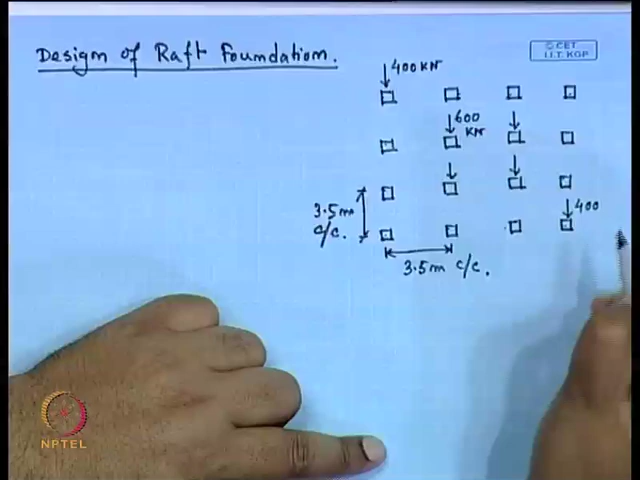 Design of Raft Foundation.
© CET
I.I.T. KGP
400 KN
600
KN
3.5m
c/c.
400
3.5m c/c.
NPTEL